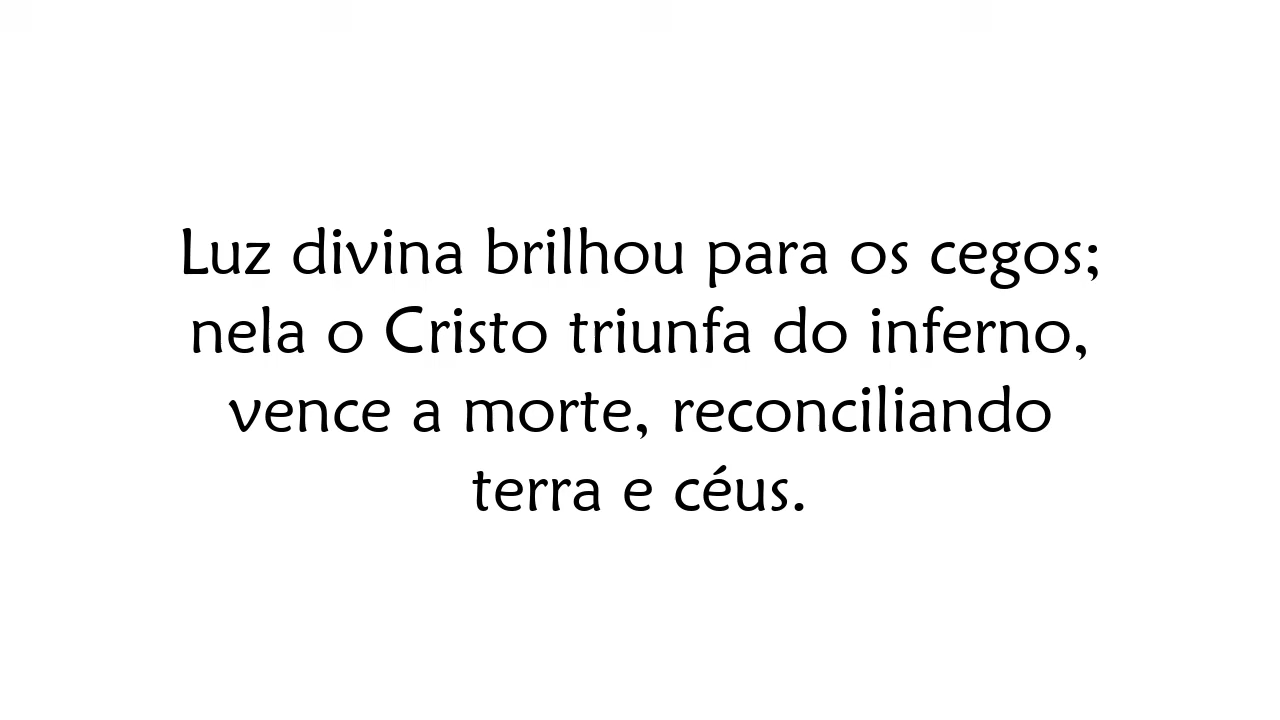 Luz divina brilhou para os cegos;
nela o Cristo triunfa do inferno,
vence a morte, reconciliando
terra e céus.